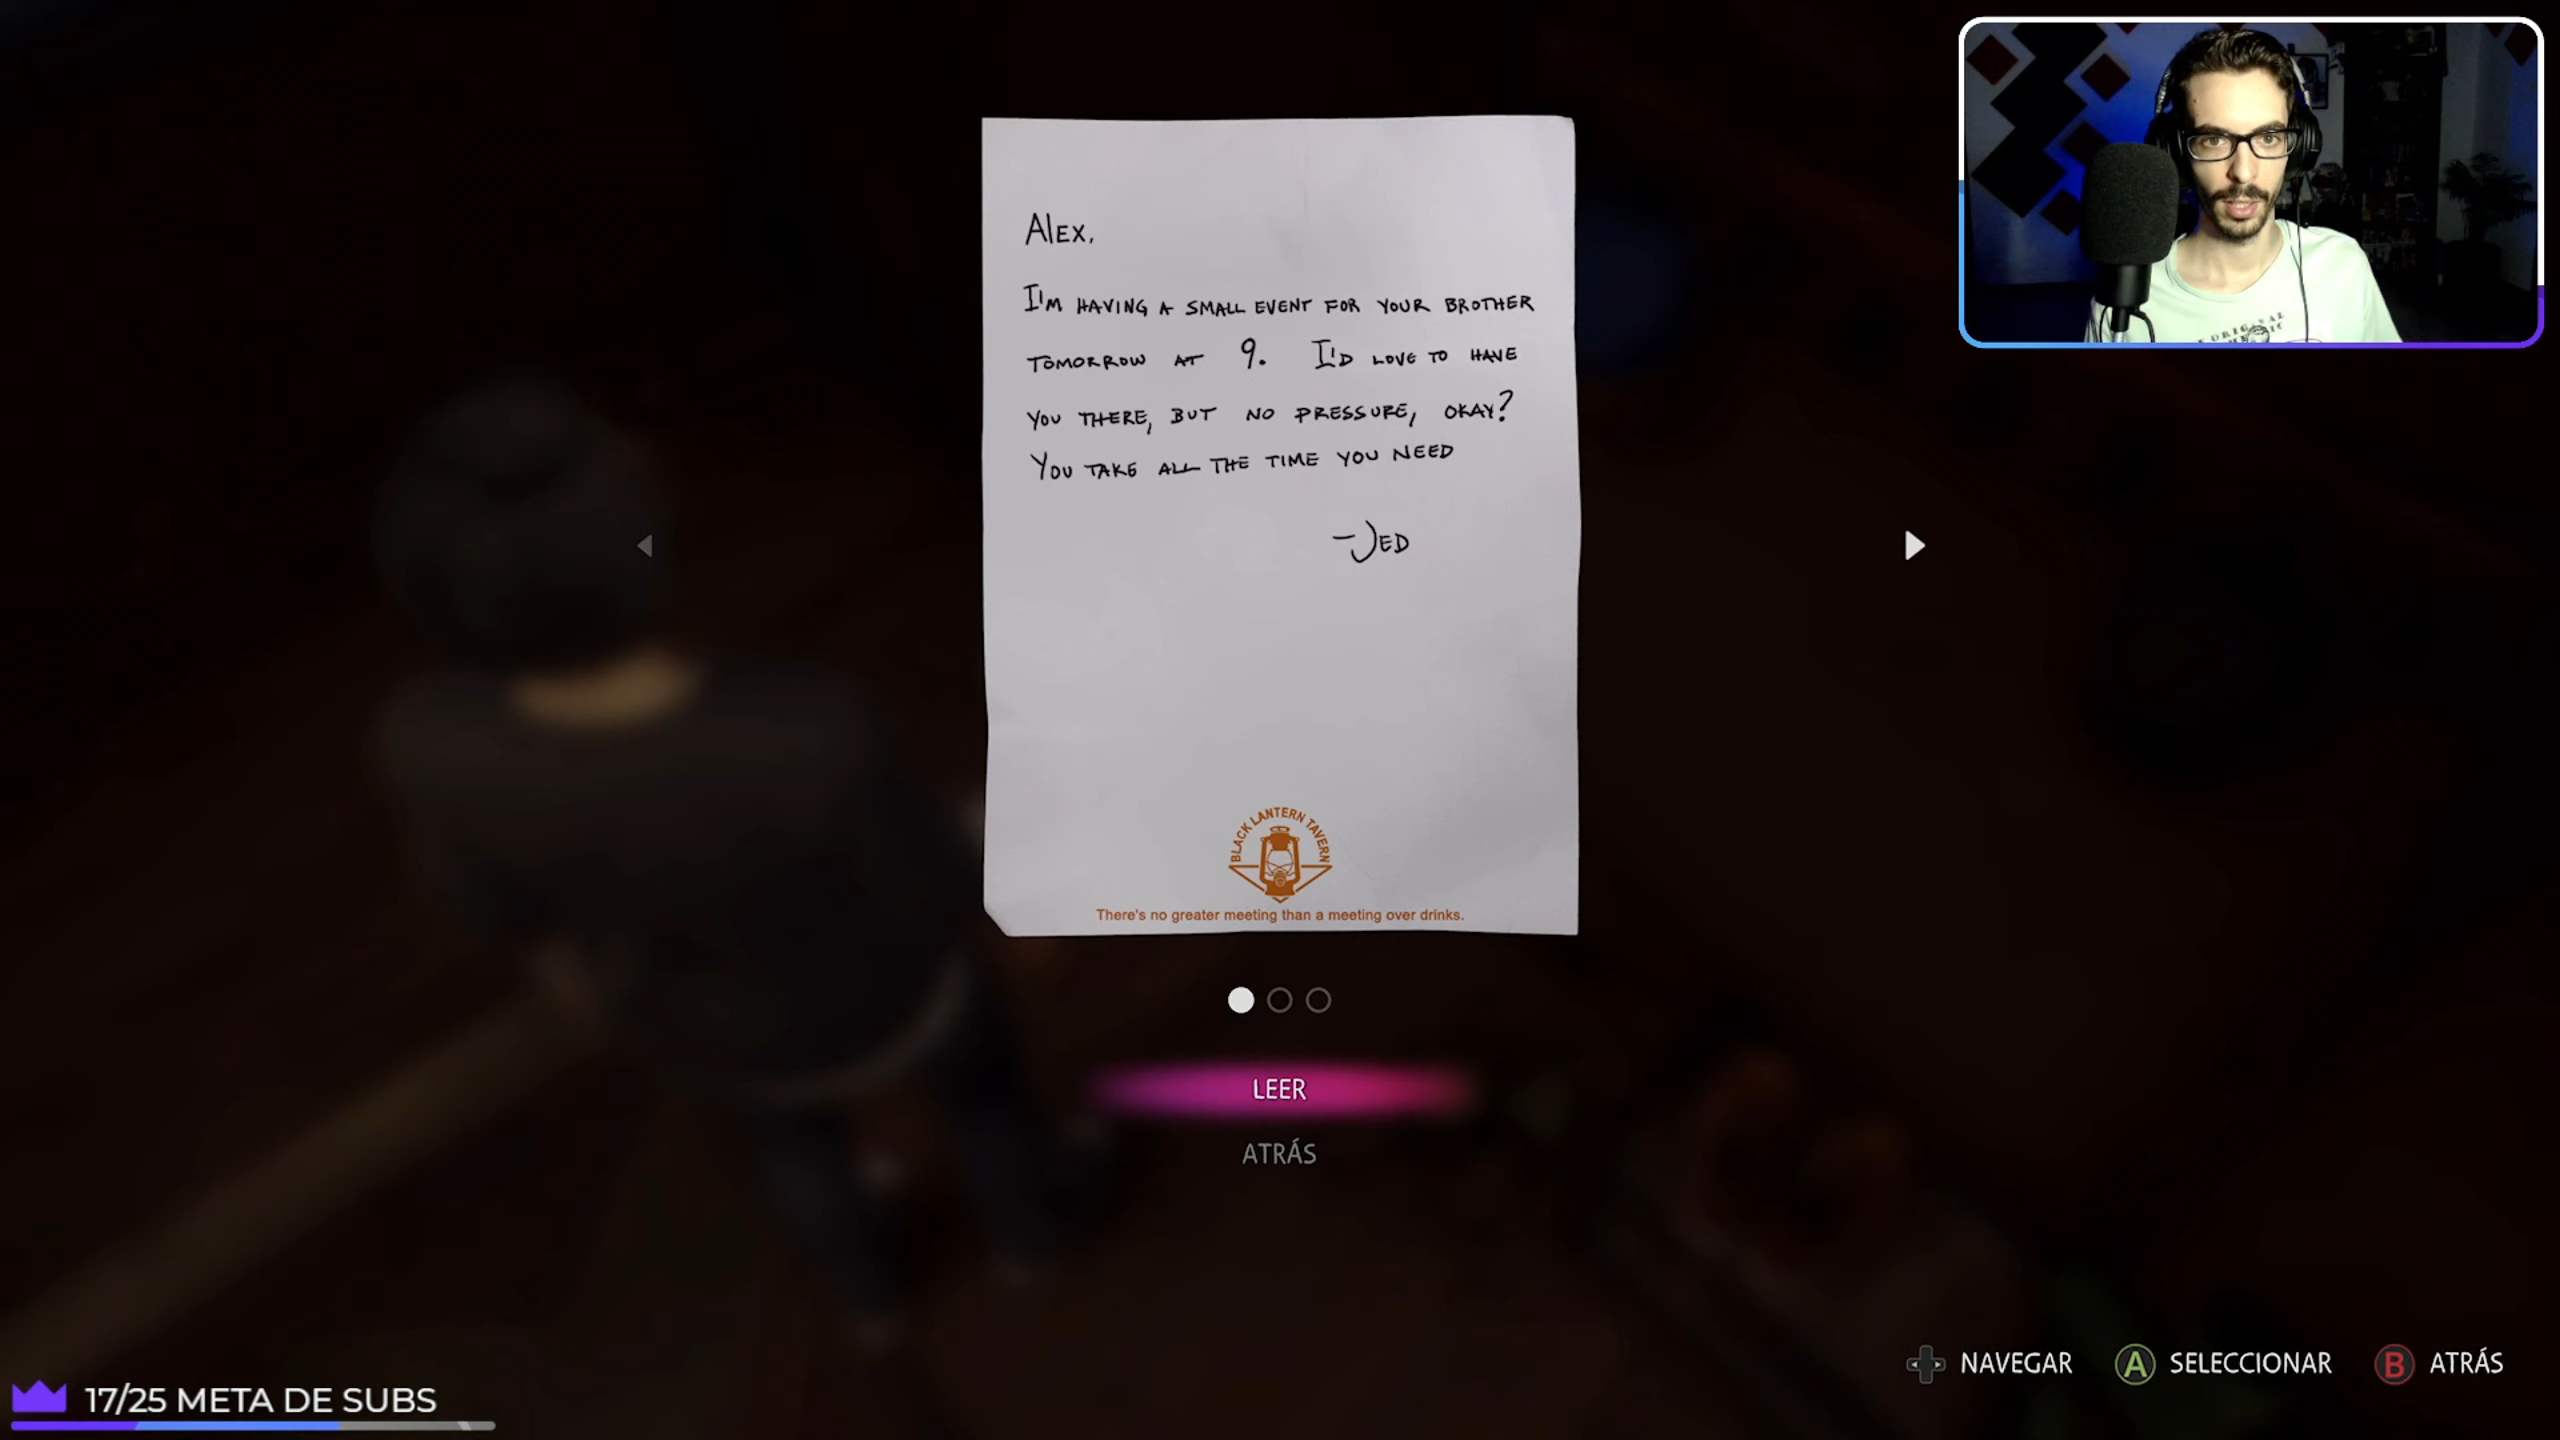 Alex,
I'm having a small event for your brother
tomorrow at 9. I'd love to have
you there, but no pressure, okay?
You take all the time you need
-Jed
BLACK LANTERN TAVERN
There's no greater meeting than a meeting over drinks.
LEER
ATRÁS
NAVEGAR A SELECCIONAR B ATRÁS
17/25 META DE SUBS